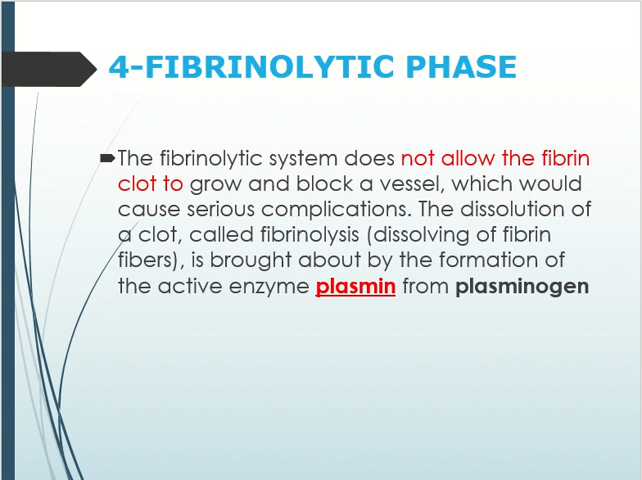 4-FIBRINOLYTIC PHASE
The fibrinolytic system does not allow the fibrin
clot to grow and block a vessel, which would
cause serious complications. The dissolution of
a clot, called fibrinolysis (dissolving of fibrin
fibers), is brought about by the formation of
the active enzyme plasmin from plasminogen